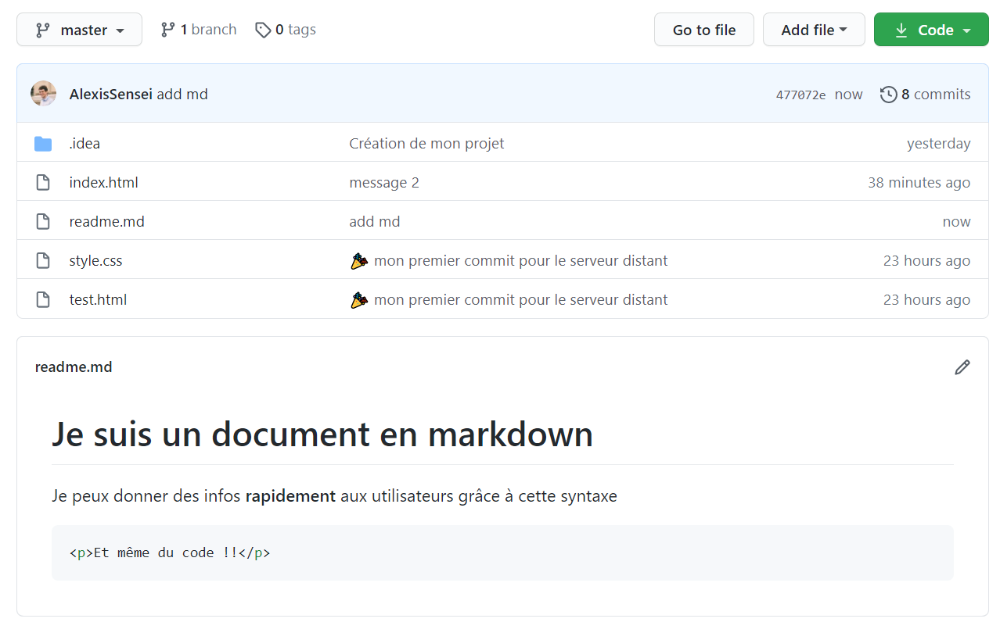 master 1 branch 0 tags Go to file Add file Code
AlexisSensei add md 477072e now 8 commits
.idea Création de mon projet yesterday
index.html message 2 38 minutes ago
readme.md add md now
style.css 🎉 mon premier commit pour le serveur distant 23 hours ago
test.html 🎉 mon premier commit pour le serveur distant 23 hours ago
readme.md
Je suis un document en markdown
Je peux donner des infos rapidement aux utilisateurs grâce à cette syntaxe
<p>Et même du code !!</p>